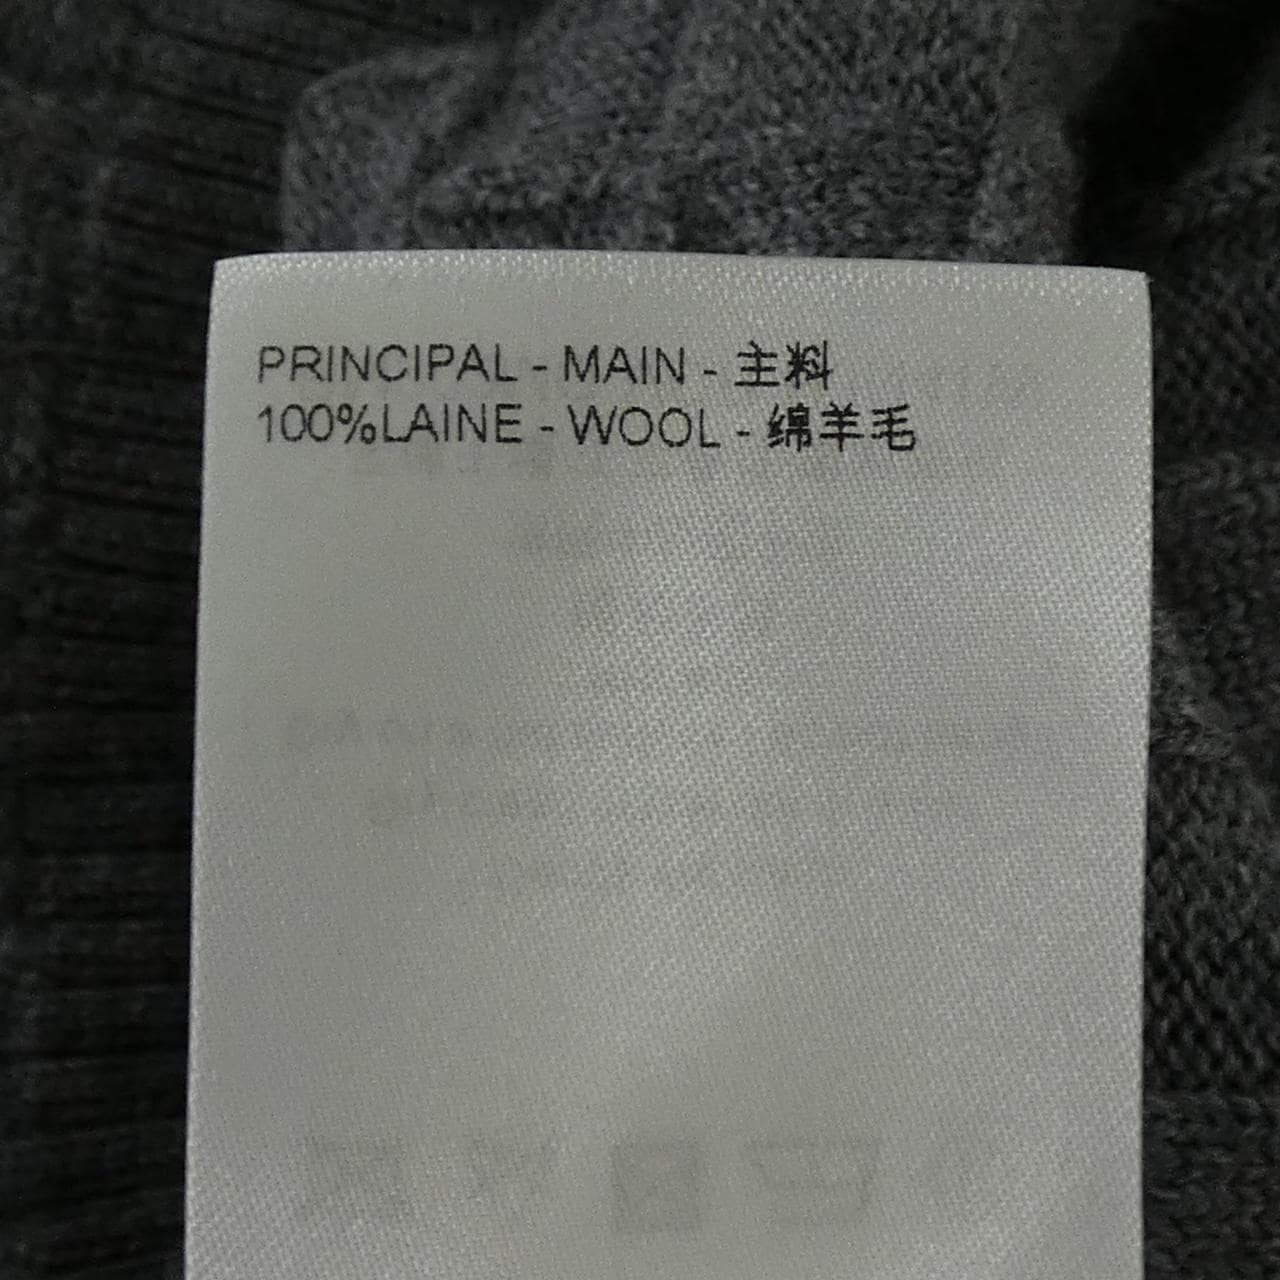 PRINCIPAL - MAIN - 主料
100%LAINE - WOOL - 绵羊毛